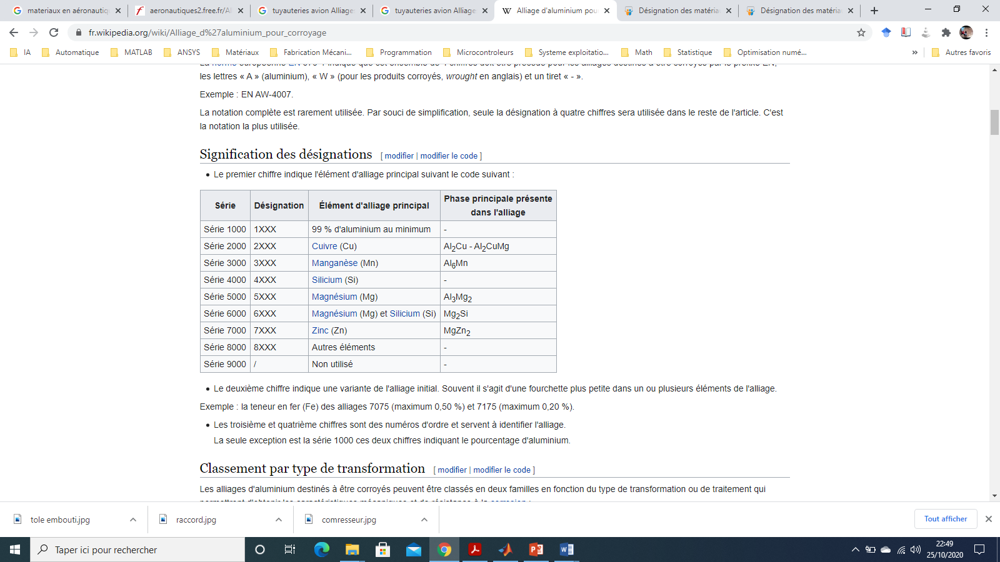 materiaux en aéronautiq
aeronautiques2.free.fr/Al
tuyauteries avion Alliage
tuyauteries avion Alliage
Alliage d'aluminium pou
Désignation des matéria
Désignation des matéria
fr.wikipedia.org/wiki/Alliage_d%27aluminium_pour_corroyage
IA
Automatique
MATLAB
ANSYS
Matériaux
Fabrication Mécani...
Programmation
Microcontroleurs
Systeme exploitatio...
Math
Statistique
Optimisation numé...
»
Autres favoris
les lettres « A » (aluminium), « W » (pour les produits corroyés, wrought en anglais) et un tiret « - ».
Exemple : EN AW-4007.
La notation complète est rarement utilisée. Par souci de simplification, seule la désignation à quatre chiffres sera utilisée dans le reste de l'article. C'est
la notation la plus utilisée.
Signification des désignations [ modifier | modifier le code ]
• Le premier chiffre indique l'élément d'alliage principal suivant le code suivant :
Série Désignation Élément d'alliage principal Phase principale présente
dans l'alliage
Série 1000 1XXX 99 % d'aluminium au minimum -
Série 2000 2XXX Cuivre (Cu) Al2Cu - Al2CuMg
Série 3000 3XXX Manganèse (Mn) Al6Mn
Série 4000 4XXX Silicium (Si) -
Série 5000 5XXX Magnésium (Mg) Al3Mg2
Série 6000 6XXX Magnésium (Mg) et Silicium (Si) Mg2Si
Série 7000 7XXX Zinc (Zn) MgZn2
Série 8000 8XXX Autres éléments -
Série 9000 / Non utilisé -
• Le deuxième chiffre indique une variante de l'alliage initial. Souvent il s'agit d'une fourchette plus petite dans un ou plusieurs éléments de l'alliage.
Exemple : la teneur en fer (Fe) des alliages 7075 (maximum 0,50 %) et 7175 (maximum 0,20 %).
• Les troisième et quatrième chiffres sont des numéros d'ordre et servent à identifier l'alliage.
La seule exception est la série 1000 ces deux chiffres indiquant le pourcentage d'aluminium.
Classement par type de transformation [ modifier | modifier le code ]
Les alliages d'aluminium destinés à être corroyés peuvent être classés en deux familles en fonction du type de transformation ou de traitement qui
tole embouti.jpg
raccord.jpg
comresseur.jpg
Tout afficher
Taper ici pour rechercher
22:49
25/10/2020